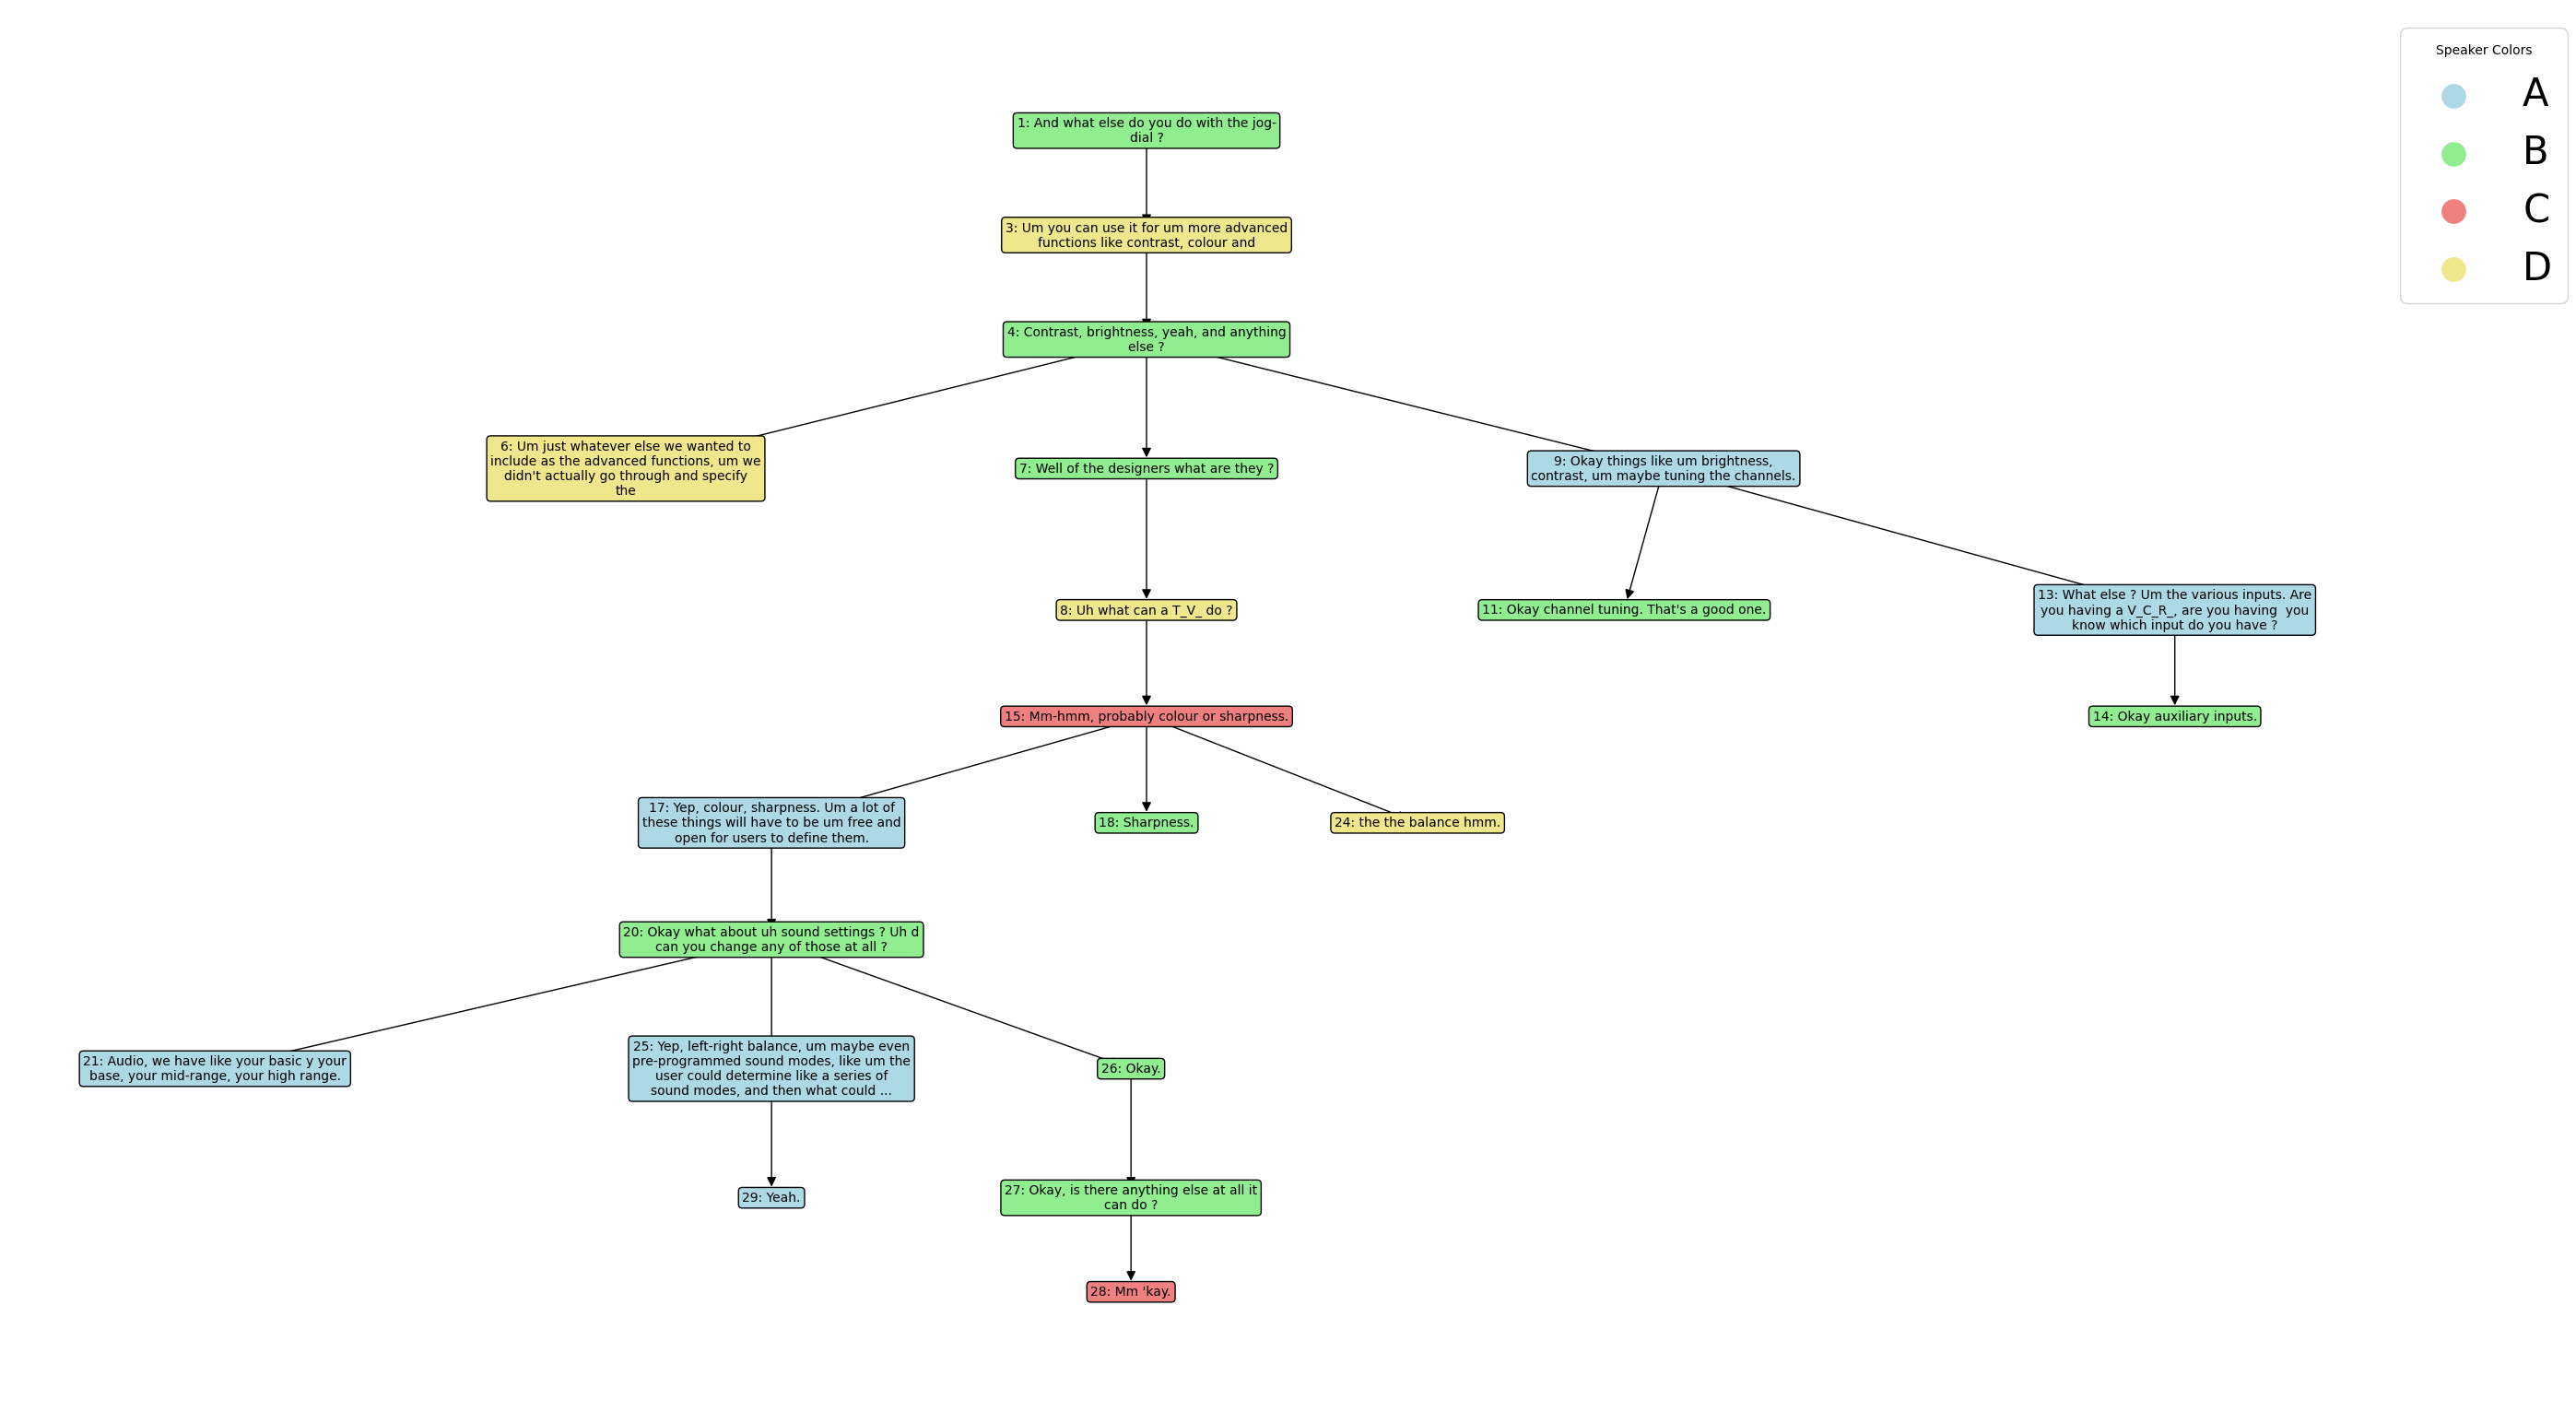 Speaker Colors
A
B
C
D
1: And what else do you do with the jog-
dial ?
3: Um you can use it for um more advanced
functions like contrast, colour and
4: Contrast, brightness, yeah, and anything
else ?
6: Um just whatever else we wanted to
include as the advanced functions, um we
didn't actually go through and specify
the
7: Well of the designers what are they ?
9: Okay things like um brightness,
contrast, um maybe tuning the channels.
8: Uh what can a T_V_ do ?
11: Okay channel tuning. That's a good one.
13: What else ? Um the various inputs. Are
you having a V_C_R_, are you having  you
know which input do you have ?
15: Mm-hmm, probably colour or sharpness.
14: Okay auxiliary inputs.
17: Yep, colour, sharpness. Um a lot of
these things will have to be um free and
open for users to define them.
18: Sharpness.
24: the the balance hmm.
20: Okay what about uh sound settings ? Uh d
can you change any of those at all ?
21: Audio, we have like your basic y your
base, your mid-range, your high range.
25: Yep, left-right balance, um maybe even
pre-programmed sound modes, like um the
user could determine like a series of
sound modes, and then what could ...
26: Okay.
29: Yeah.
27: Okay, is there anything else at all it
can do ?
28: Mm 'kay.